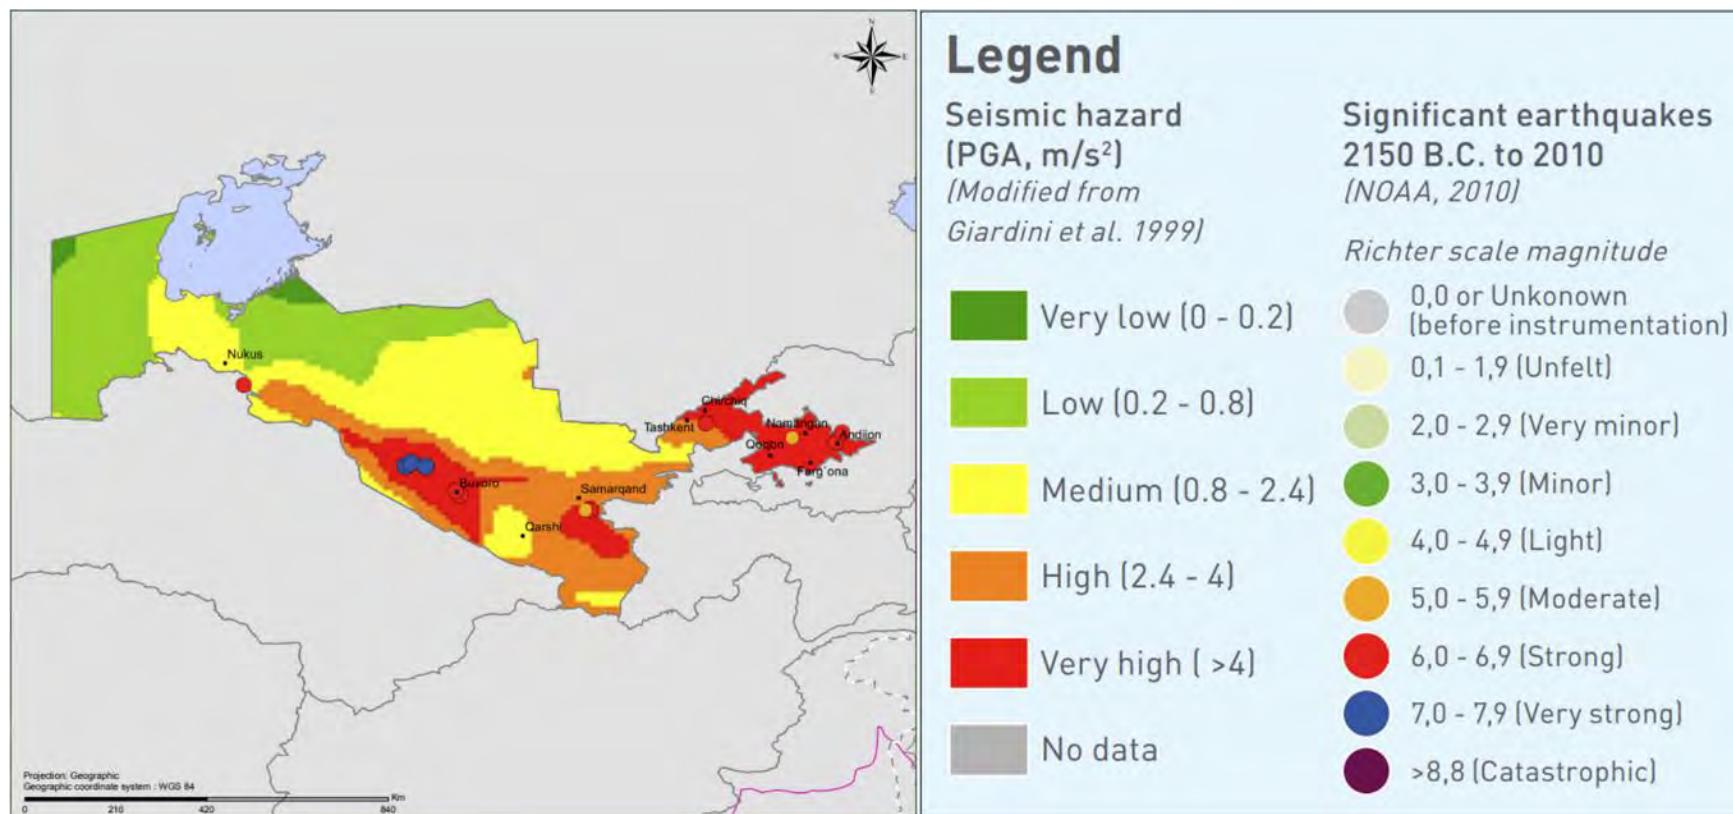 N
W
E
S
Nukus
Chirchiq
Tashkent
Namangan
Andijon
Qoqon
Farg'ona
Buxoro
Samarqand
Qarshi
Projection: Geographic
Geographic coordinate system : WGS 84
Km
0 210 420 840
Legend
Seismic hazard
(PGA, m/s²)
(Modified from
Giardini et al. 1999)
Very low (0 - 0.2)
Low (0.2 - 0.8)
Medium (0.8 - 2.4)
High (2.4 - 4)
Very high ( >4)
No data
Significant earthquakes
2150 B.C. to 2010
(NOAA, 2010)
Richter scale magnitude
0,0 or Unkonown
(before instrumentation)
0,1 - 1,9 (Unfelt)
2,0 - 2,9 (Very minor)
3,0 - 3,9 (Minor)
4,0 - 4,9 (Light)
5,0 - 5,9 (Moderate)
6,0 - 6,9 (Strong)
7,0 - 7,9 (Very strong)
>8,8 (Catastrophic)